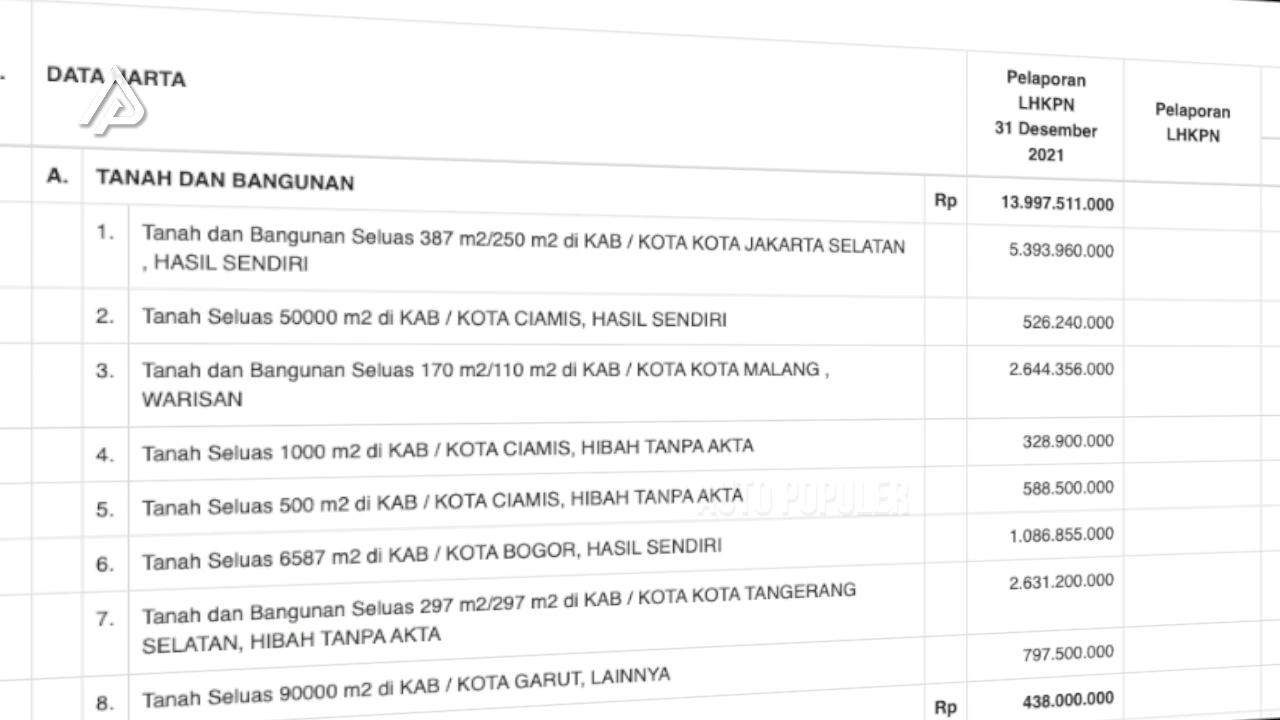 DATA HARTA
Pelaporan
LHKPN
31 Desember
2021
Pelaporan
LHKPN
A. TANAH DAN BANGUNAN Rp 13.997.511.000
1. Tanah dan Bangunan Seluas 387 m2/250 m2 di KAB / KOTA KOTA JAKARTA SELATAN 5.393.960.000
, HASIL SENDIRI
2. Tanah Seluas 50000 m2 di KAB / KOTA CIAMIS, HASIL SENDIRI 526.240.000
3. Tanah dan Bangunan Seluas 170 m2/110 m2 di KAB / KOTA KOTA MALANG , 2.644.356.000
WARISAN
4. Tanah Seluas 1000 m2 di KAB / KOTA CIAMIS, HIBAH TANPA AKTA 328.900.000
5. Tanah Seluas 500 m2 di KAB / KOTA CIAMIS, HIBAH TANPA AKTA 588.500.000
AUTO POPULER
6. Tanah Seluas 6587 m2 di KAB / KOTA BOGOR, HASIL SENDIRI 1.086.855.000
7. Tanah dan Bangunan Seluas 297 m2/297 m2 di KAB / KOTA KOTA TANGERANG 2.631.200.000
SELATAN, HIBAH TANPA AKTA
8. Tanah Seluas 90000 m2 di KAB / KOTA GARUT, LAINNYA 797.500.000
Rp 438.000.000